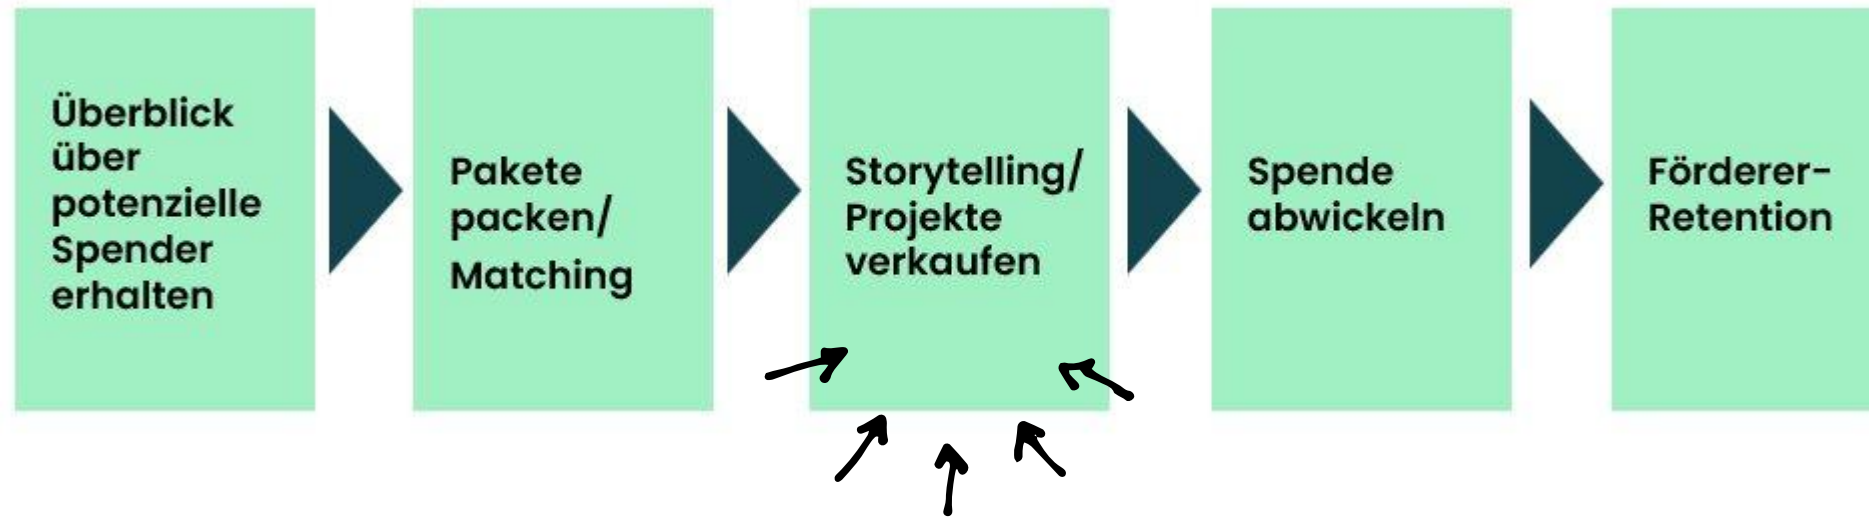 Überblick
über
potenzielle
Spender
erhalten
Pakete
packen/
Matching
Storytelling/
Projekte
verkaufen
Spende
abwickeln
Förderer-
Retention